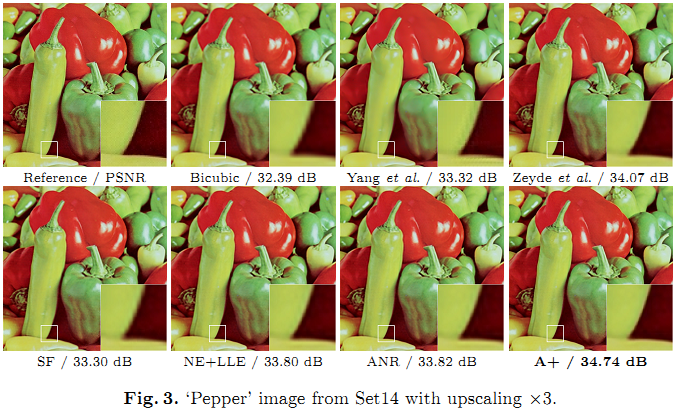 Reference / PSNR Bicubic / 32.39 dB Yang et al. / 33.32 dB Zeyde et al. / 34.07 dB
SF / 33.30 dB NE+LLE / 33.80 dB ANR / 33.82 dB A+ / 34.74 dB
Fig. 3. ‘Pepper’ image from Set14 with upscaling ×3.